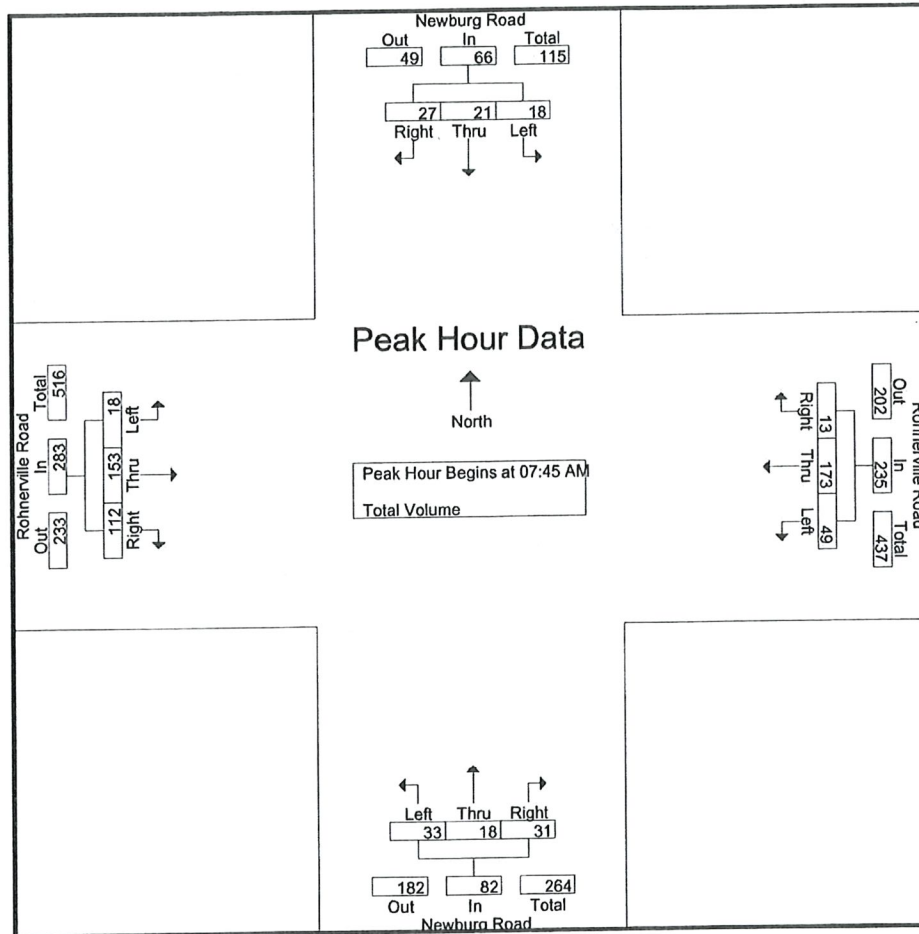 Newburg Road
Out In Total
49 66 115
27 21 18
Right Thru Left
Peak Hour Data
North
Peak Hour Begins at 07:45 AM
Total Volume
Rohnerville Road
Total In Out
516 283 233
18 153 112
Left Thru Right
Right Thru Left
13 173 49
Out In Total
202 235 437
Rohnerville Road
Left Thru Right
33 18 31
182 82 264
Out In Total
Newburg Road